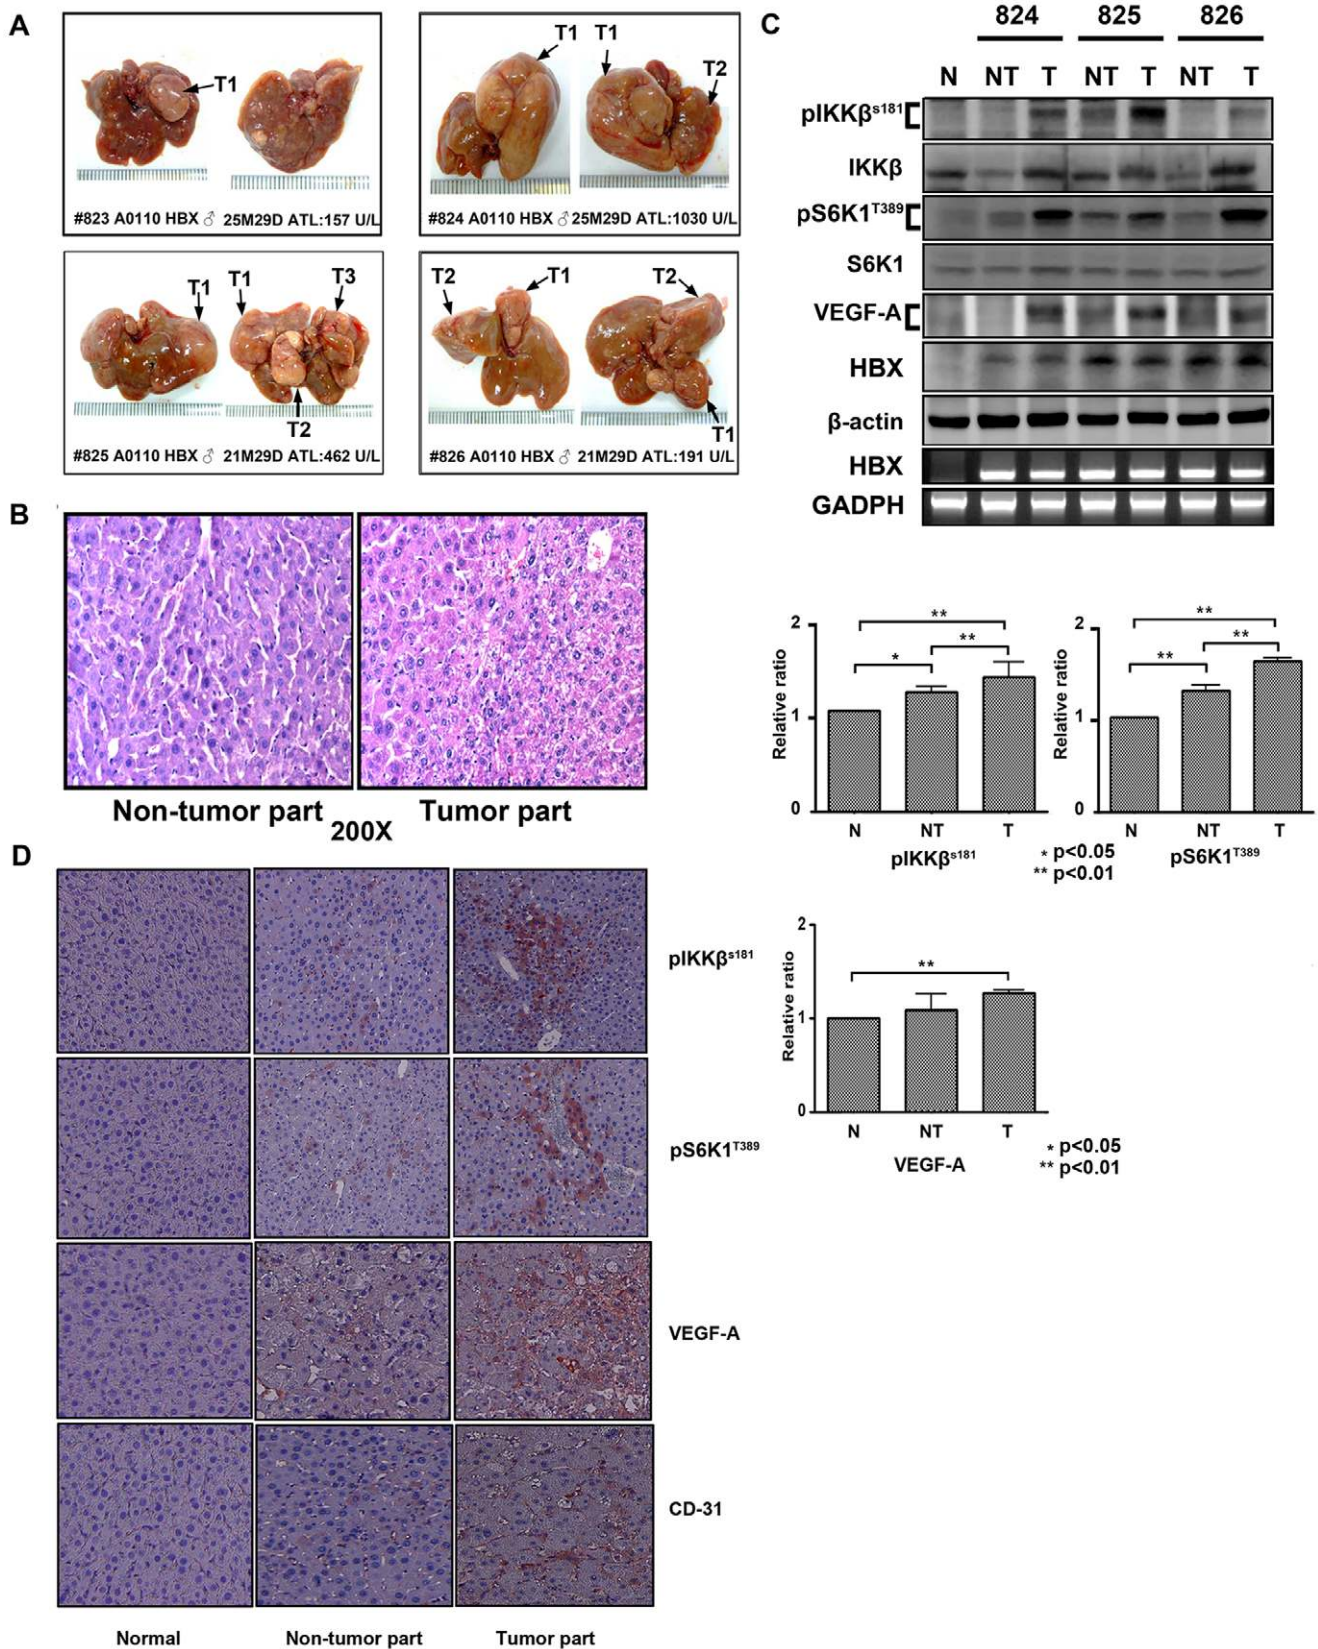 A
T1
#823 A0110 HBX ♂ 25M29D ATL:157 U/L
T1 T1 T2
#824 A0110 HBX ♂ 25M29D ATL:1030 U/L
T1 T1 T3
T2
#825 A0110 HBX ♂ 21M29D ATL:462 U/L
T2 T1 T2
T1
#826 A0110 HBX ♂ 21M29D ATL:191 U/L
B
Non-tumor part Tumor part
200X
C
824 825 826
N NT T NT T NT T
pIKKβs181
IKKβ
pS6K1T389
S6K1
VEGF-A
HBX
β-actin
HBX
GADPH
2
1
0
Relative ratio
*
**
**
N NT T
pIKKβs181
* p<0.05
** p<0.01
2
1
0
Relative ratio
**
**
**
N NT T
pS6K1T389
2
1
0
Relative ratio
**
N NT T
VEGF-A
* p<0.05
** p<0.01
D
pIKKβs181
pS6K1T389
VEGF-A
CD-31
Normal Non-tumor part Tumor part